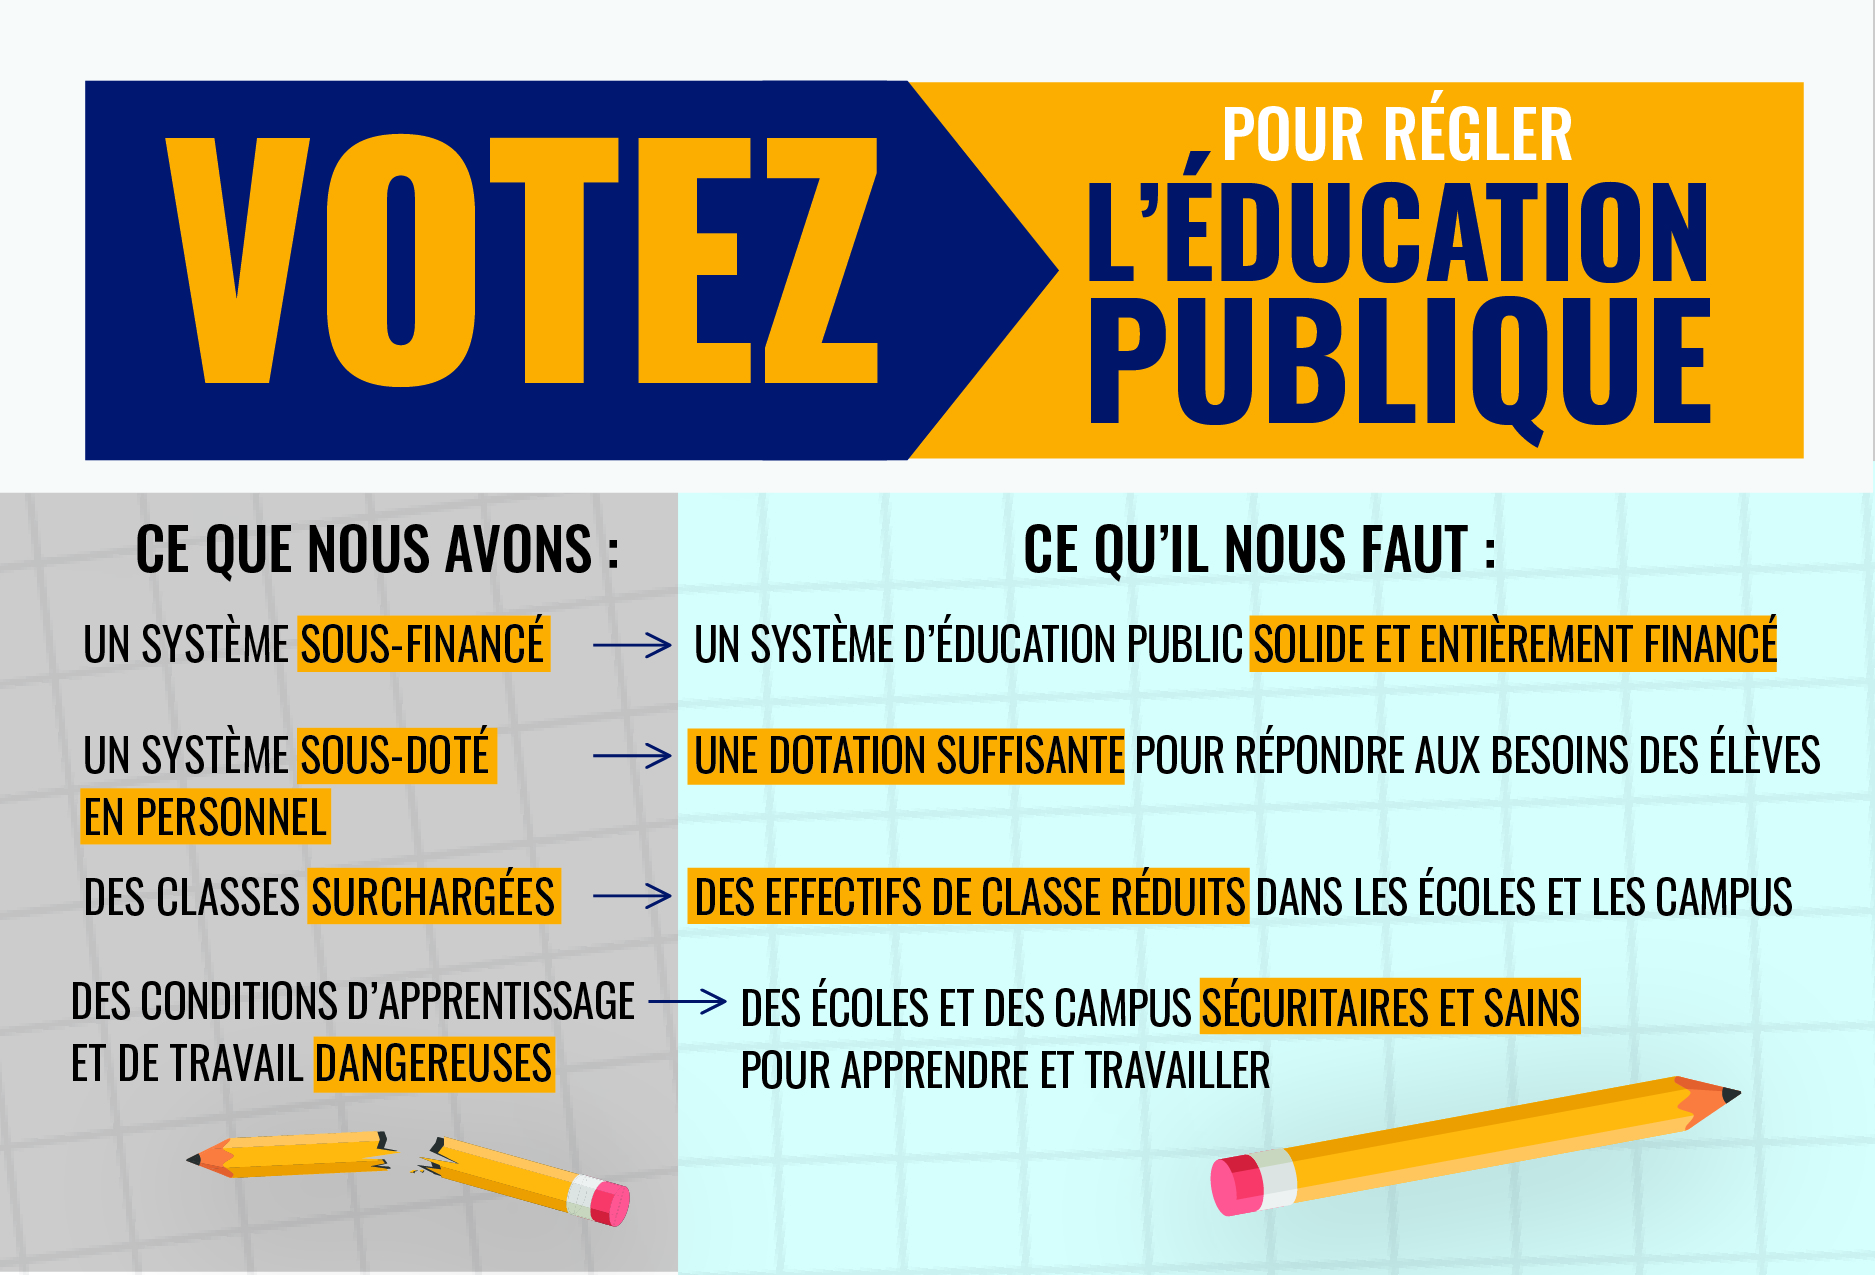 VOTEZ
POUR RÉGLER
L’ÉDUCATION
PUBLIQUE
CE QUE NOUS AVONS :
UN SYSTÈME SOUS-FINANCÉ
UN SYSTÈME SOUS-DOTÉ
EN PERSONNEL
DES CLASSES SURCHARGÉES
DES CONDITIONS D’APPRENTISSAGE
ET DE TRAVAIL DANGEREUSES
CE QU’IL NOUS FAUT :
UN SYSTÈME D’ÉDUCATION PUBLIC SOLIDE ET ENTIÈREMENT FINANCÉ
UNE DOTATION SUFFISANTE POUR RÉPONDRE AUX BESOINS DES ÉLÈVES
DES EFFECTIFS DE CLASSE RÉDUITS DANS LES ÉCOLES ET LES CAMPUS
DES ÉCOLES ET DES CAMPUS SÉCURITAIRES ET SAINS
POUR APPRENDRE ET TRAVAILLER